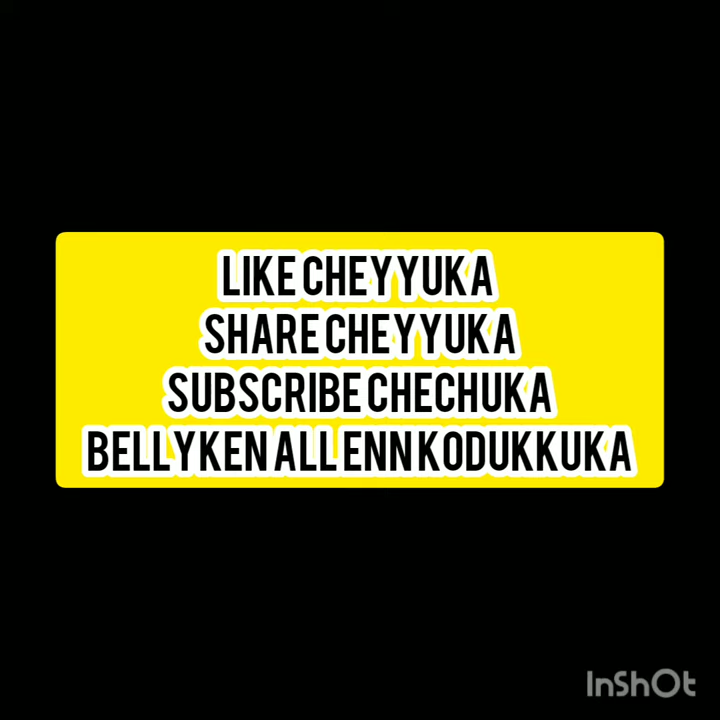 LIKE CHEYYUKA
SHARE CHEYYUKA
SUBSCRIBE CHECHUKA
BELLYKEN ALL ENN KODUKKUKA
InShOt